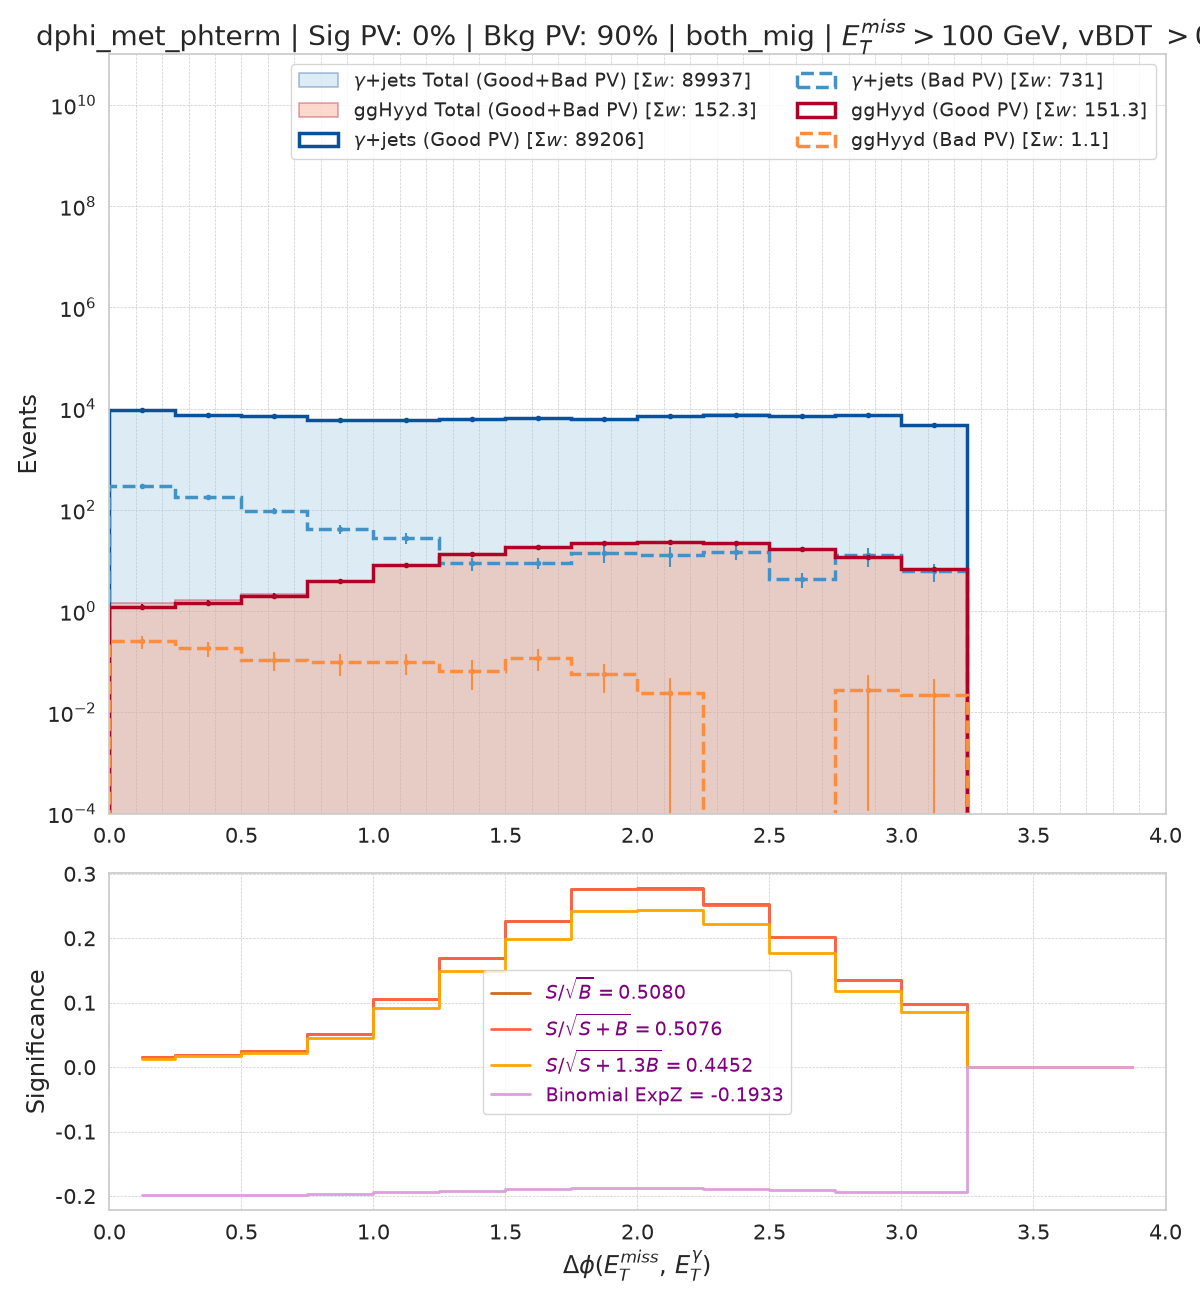 dphi_met_phterm | Sig PV: 0% | Bkg PV: 90% | both_mig | E_T^{miss} > 100 GeV, vBDT >
γ+jets Total (Good+Bad PV) [Σw: 89937]
ggHyyd Total (Good+Bad PV) [Σw: 152.3]
γ+jets (Good PV) [Σw: 89206]
γ+jets (Bad PV) [Σw: 731]
ggHyyd (Good PV) [Σw: 151.3]
ggHyyd (Bad PV) [Σw: 1.1]
Events
10^{10}
10^{8}
10^{6}
10^{4}
10^{2}
10^{0}
10^{−2}
10^{−4}
0.0 0.5 1.0 1.5 2.0 2.5 3.0 3.5 4.0
Significance
0.3
0.2
0.1
0.0
-0.1
-0.2
S/√B = 0.5080
S/√S + B = 0.5076
S/√S + 1.3B = 0.4452
Binomial ExpZ = -0.1933
0.0 0.5 1.0 1.5 2.0 2.5 3.0 3.5 4.0
Δϕ(E_T^{miss}, E_T^{γ})